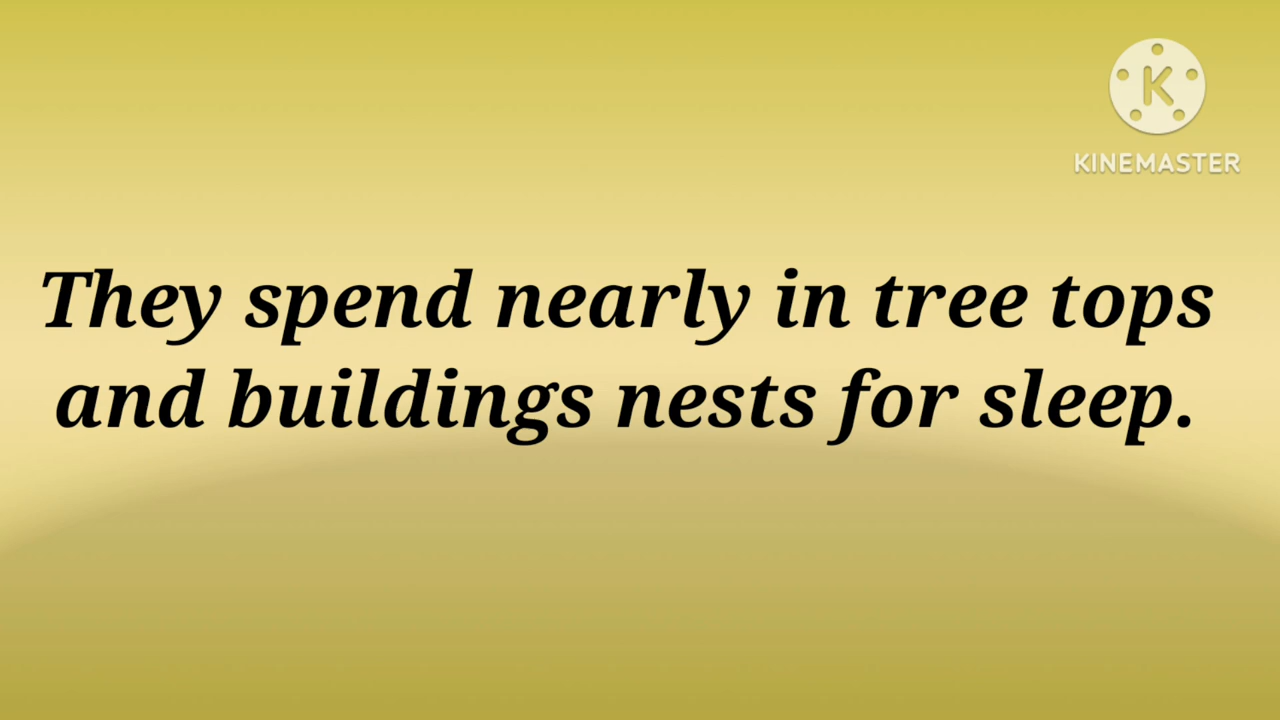 KINEMASTER
They spend nearly in tree tops
and buildings nests for sleep.